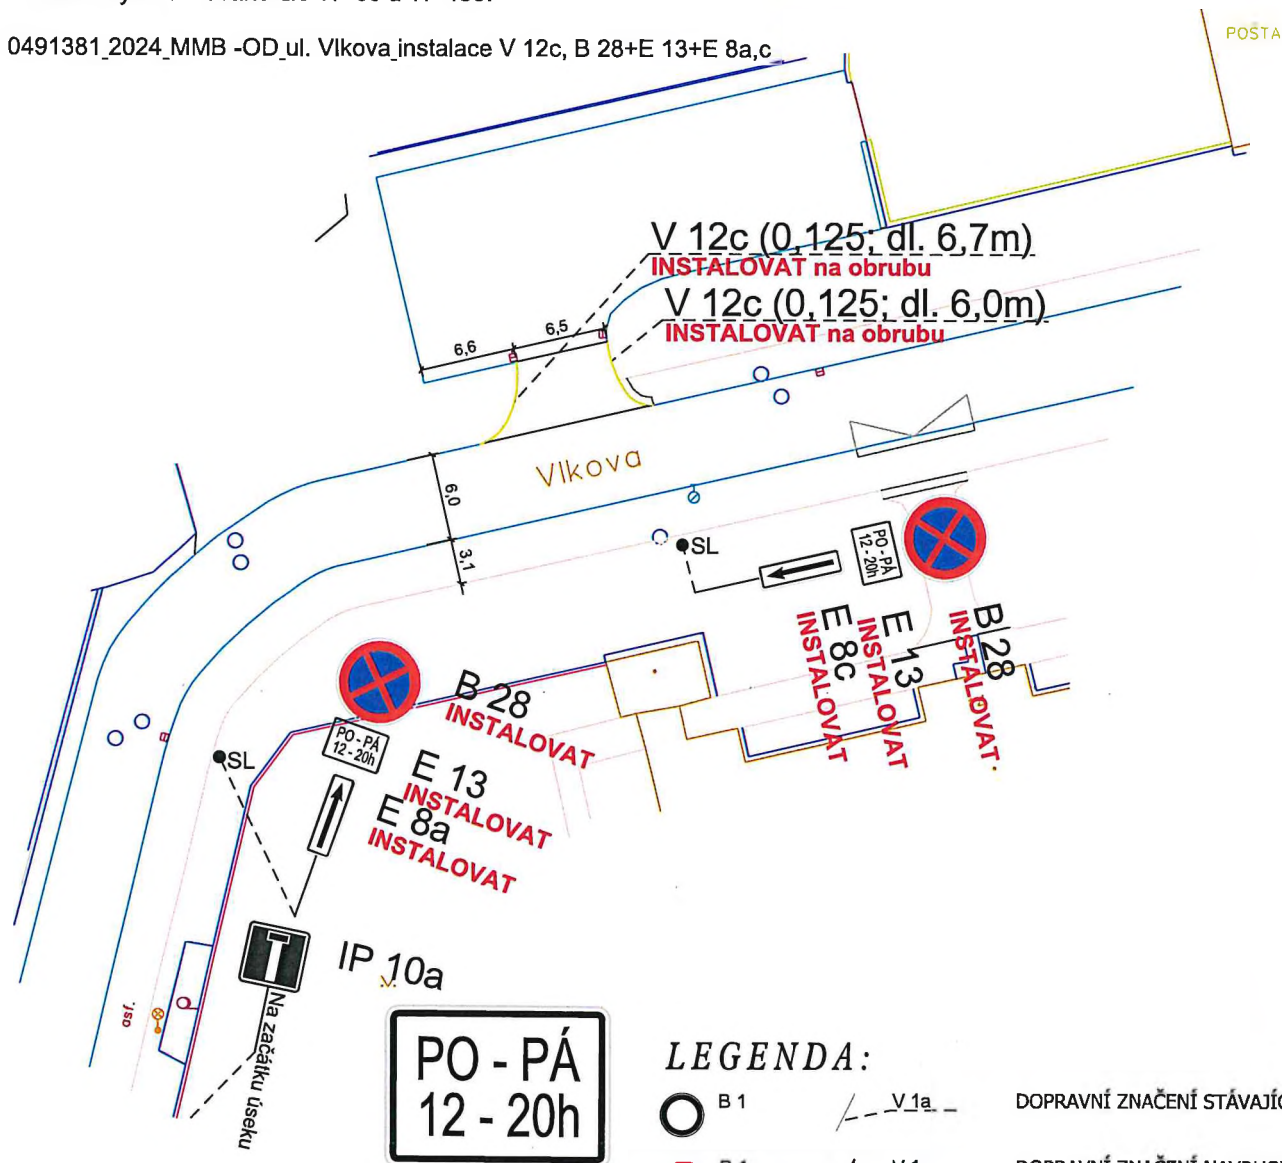 0491381_2024_MMB -OD_ul. Vlkova_instalace V 12c, B 28+E 13+E 8a,c
POŠTA
V 12c (0,125; dl. 6,7m)
INSTALOVAT na obrubu
V 12c (0,125; dl. 6,0m)
INSTALOVAT na obrubu
6,6
6,5
Vlkova
6,0
3,1
SL
PO - PÁ
12 - 20h
E 8c
INSTALOVAT
E 13
INSTALOVAT
B 28
INSTALOVAT
B 28
INSTALOVAT
PO - PÁ
12 - 20h
SL
E 13
INSTALOVAT
E 8a
INSTALOVAT
IP 10a
Na začátku úseku
asf.
PO - PÁ
12 - 20h
LEGENDA:
B 1
V 1a
DOPRAVNÍ ZNAČENÍ